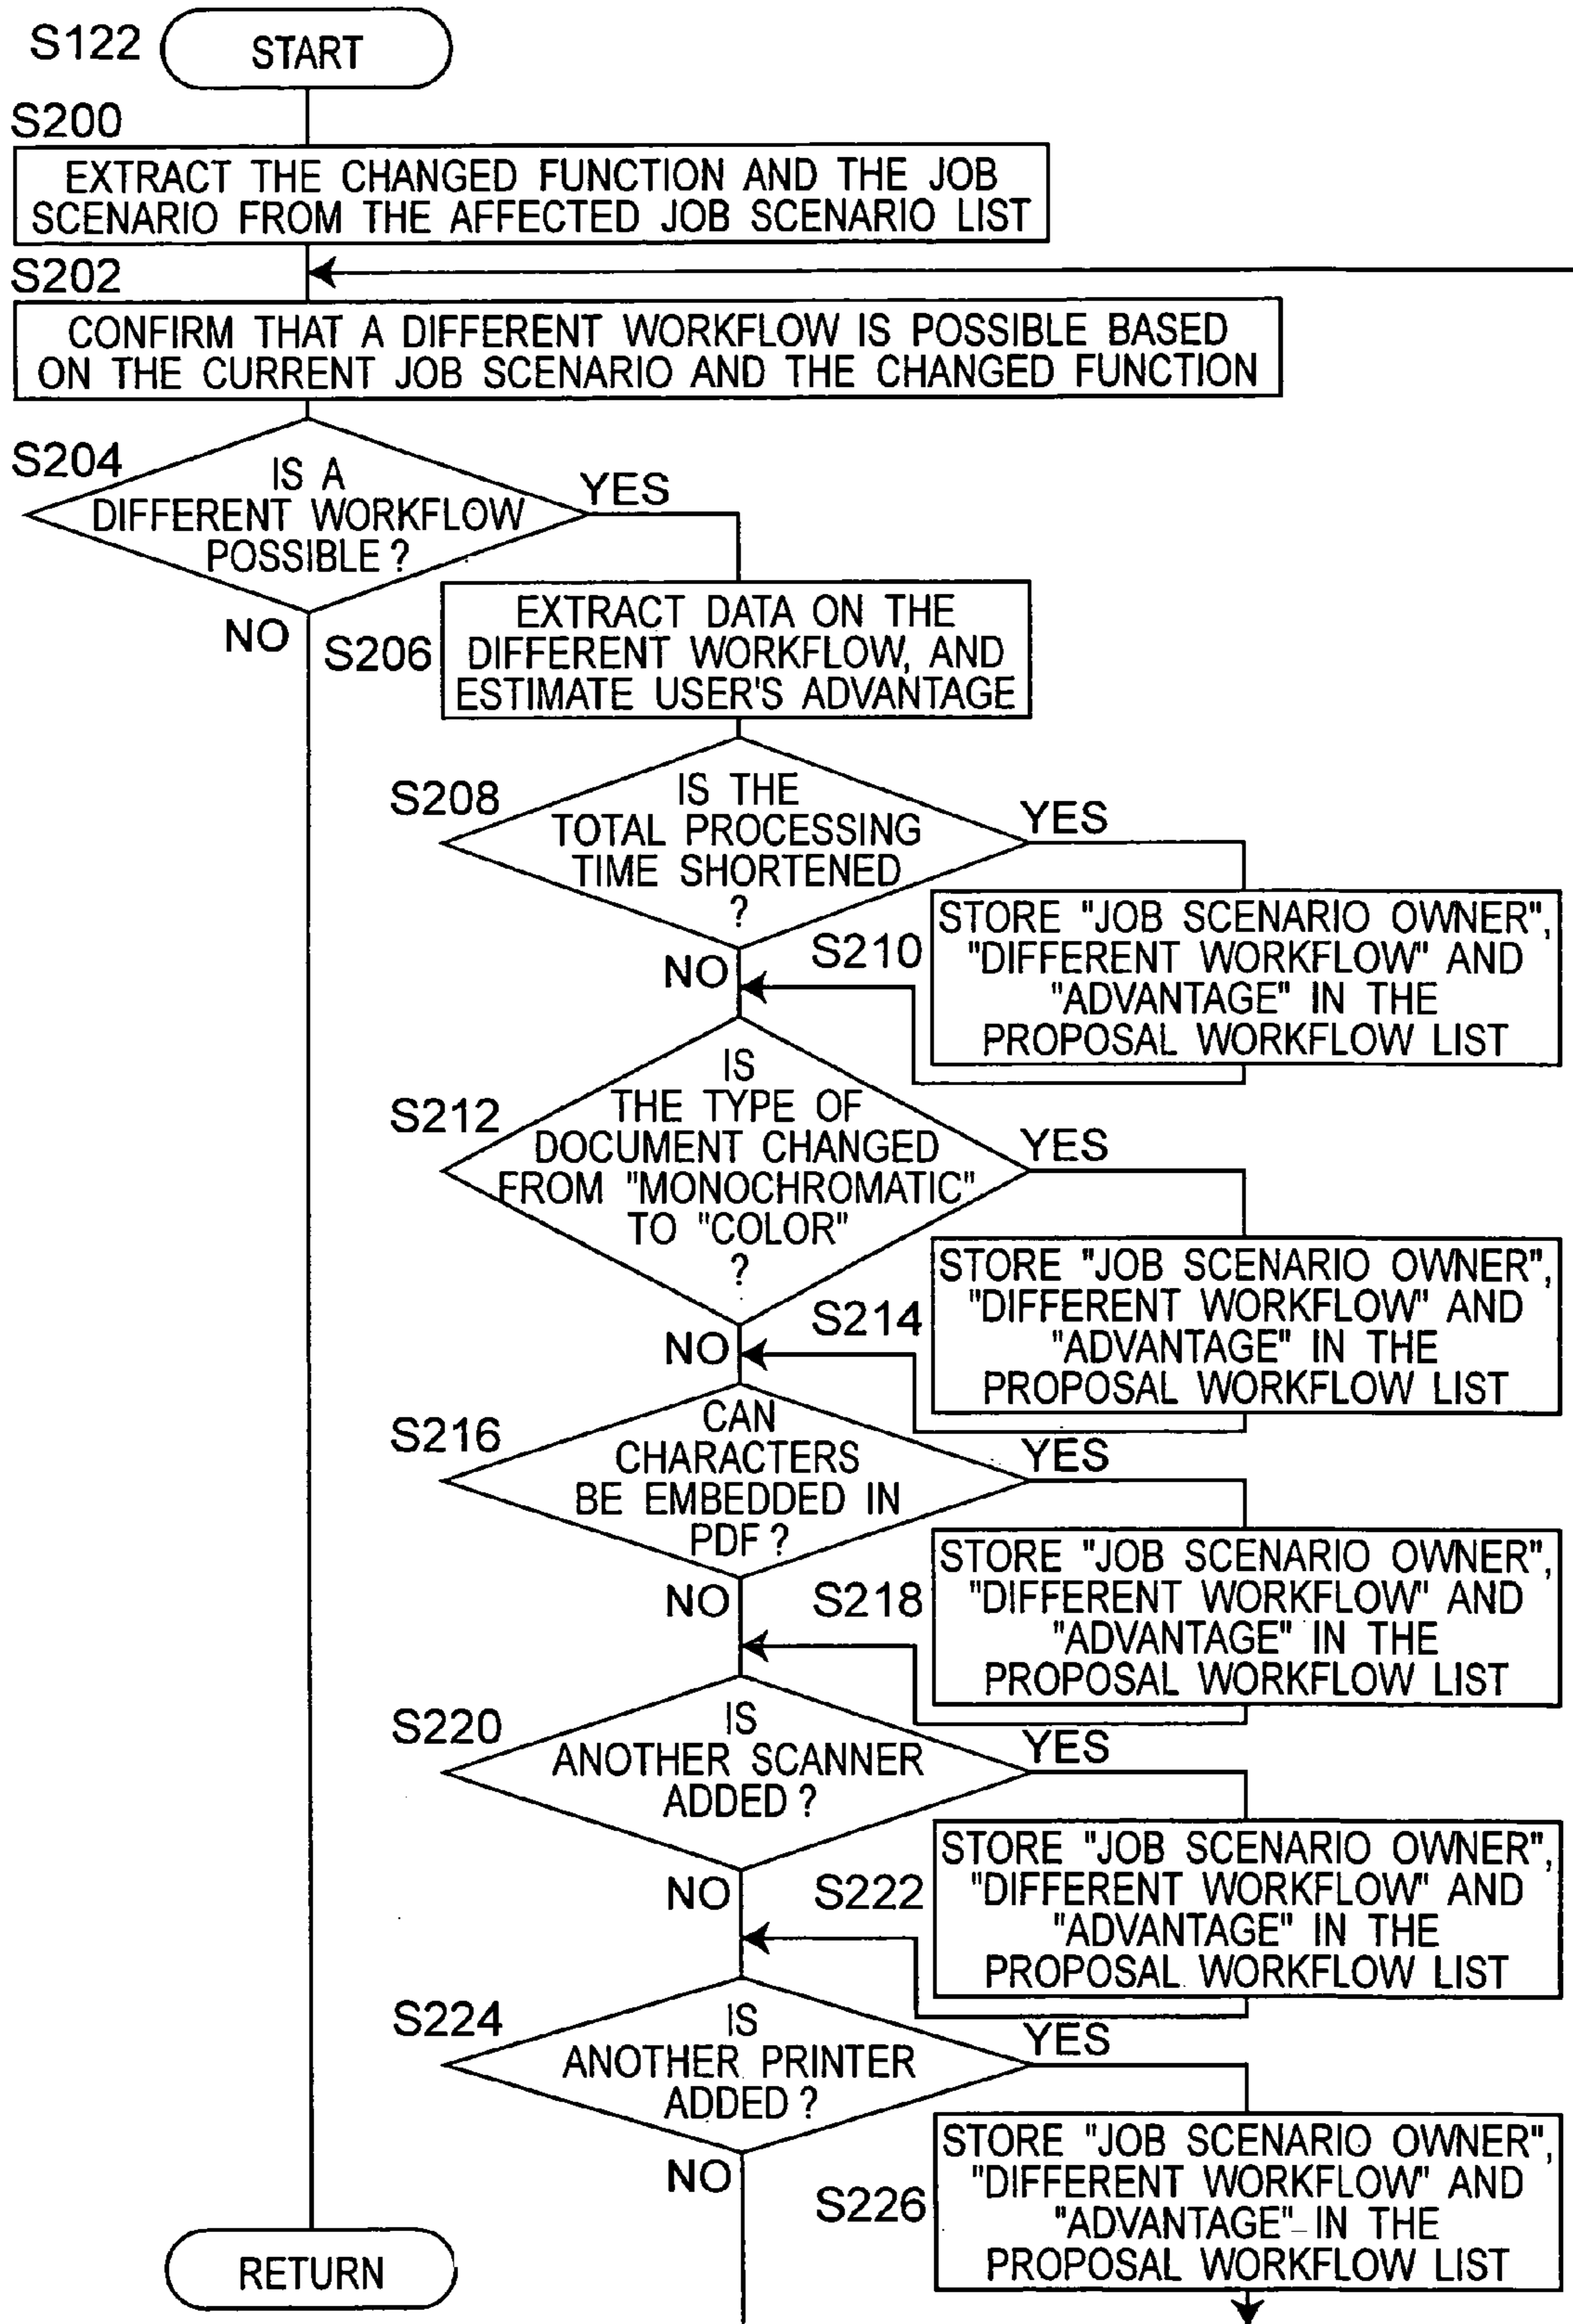 S122
START
S200
EXTRACT THE CHANGED FUNCTION AND THE JOB
SCENARIO FROM THE AFFECTED JOB SCENARIO LIST
S202
CONFIRM THAT A DIFFERENT WORKFLOW IS POSSIBLE BASED
ON THE CURRENT JOB SCENARIO AND THE CHANGED FUNCTION
S204
IS A
DIFFERENT WORKFLOW
POSSIBLE?
YES
NO
S206
EXTRACT DATA ON THE
DIFFERENT WORKFLOW, AND
ESTIMATE USER'S ADVANTAGE
S208
IS THE
TOTAL PROCESSING
TIME SHORTENED
?
YES
NO
S210
STORE "JOB SCENARIO OWNER",
"DIFFERENT WORKFLOW" AND
"ADVANTAGE" IN THE
PROPOSAL WORKFLOW LIST
S212
IS
THE TYPE OF
DOCUMENT CHANGED
FROM "MONOCHROMATIC"
TO "COLOR"
?
YES
NO
S214
STORE "JOB SCENARIO OWNER",
"DIFFERENT WORKFLOW" AND
"ADVANTAGE" IN THE
PROPOSAL WORKFLOW LIST
S216
CAN
CHARACTERS
BE EMBEDDED IN
PDF?
YES
NO
S218
STORE "JOB SCENARIO OWNER",
"DIFFERENT WORKFLOW" AND
"ADVANTAGE" IN THE
PROPOSAL WORKFLOW LIST
S220
IS
ANOTHER SCANNER
ADDED?
YES
NO
S222
STORE "JOB SCENARIO OWNER",
"DIFFERENT WORKFLOW" AND
"ADVANTAGE" IN THE
PROPOSAL WORKFLOW LIST
S224
IS
ANOTHER PRINTER
ADDED?
YES
NO
S226
STORE "JOB SCENARIO OWNER",
"DIFFERENT WORKFLOW" AND
"ADVANTAGE" IN THE
PROPOSAL WORKFLOW LIST
RETURN